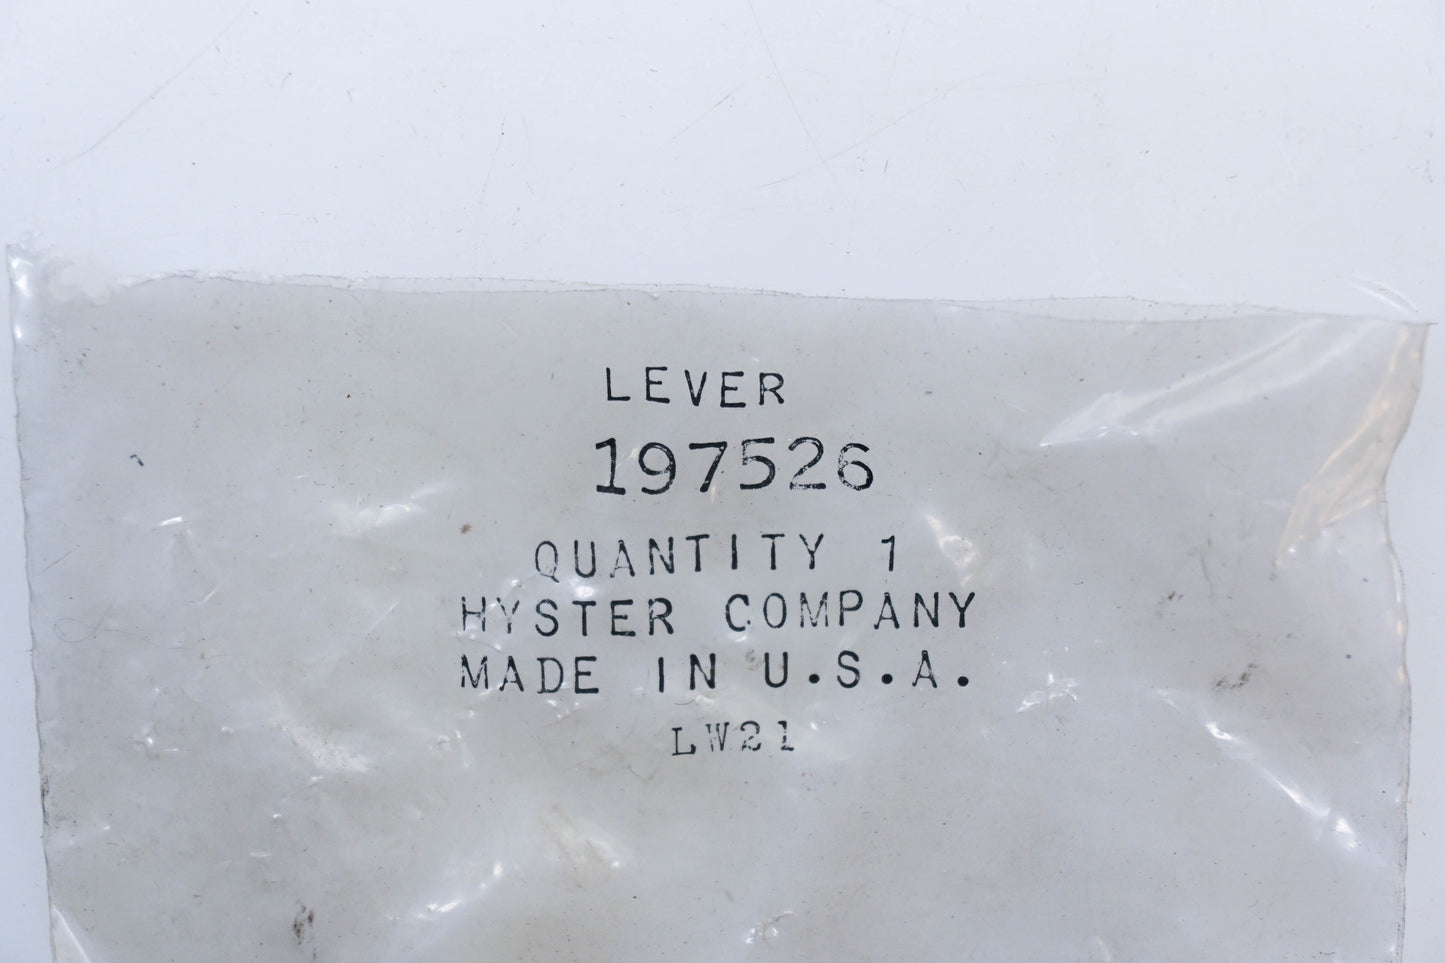 LEVER
197526
QUANTITY 1
HYSTER COMPANY
MADE IN U.S.A.
LW21